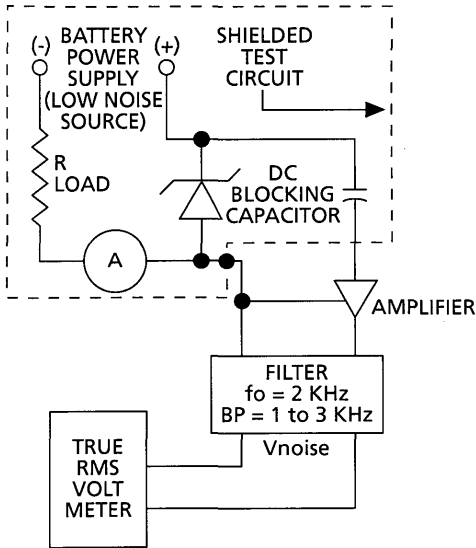 (-)
BATTERY
POWER
SUPPLY
(LOW NOISE
SOURCE)
(+)
SHIELDED
TEST
CIRCUIT
R
LOAD
DC
BLOCKING
CAPACITOR
A
AMPLIFIER
FILTER
fo = 2 KHz
BP = 1 to 3 KHz
Vnoise
TRUE
RMS
VOLT
METER